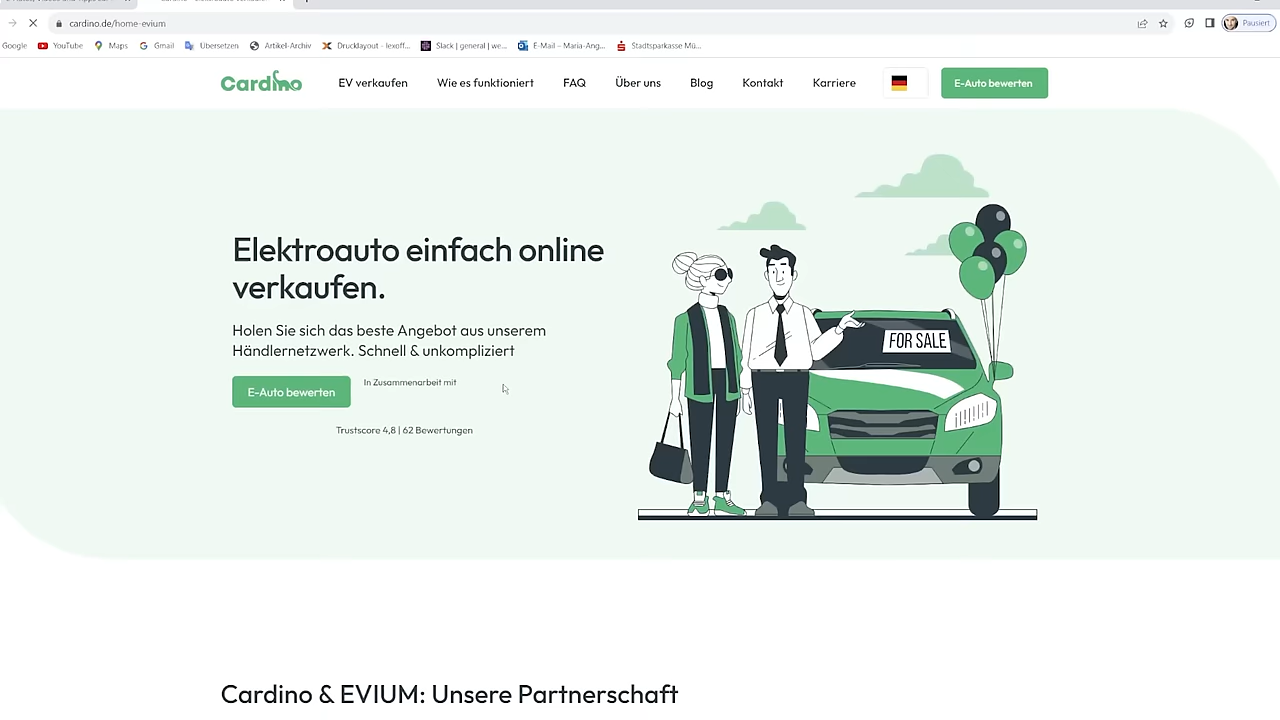 cardino.de/home-evium
Pausiert
Google YouTube Maps Gmail Übersetzen Artikel-Archiv Drucklayout - lexoff... Slack | general | we... E-Mail – Maria-Ang... Stadtsparkasse Mü...
Cardino EV verkaufen Wie es funktioniert FAQ Über uns Blog Kontakt Karriere E-Auto bewerten
Elektroauto einfach online
verkaufen.
Holen Sie sich das beste Angebot aus unserem
Händlernetzwerk. Schnell & unkompliziert
E-Auto bewerten In Zusammenarbeit mit
Trustscore 4,8 | 62 Bewertungen
FOR SALE
Cardino & EVIUM: Unsere Partnerschaft